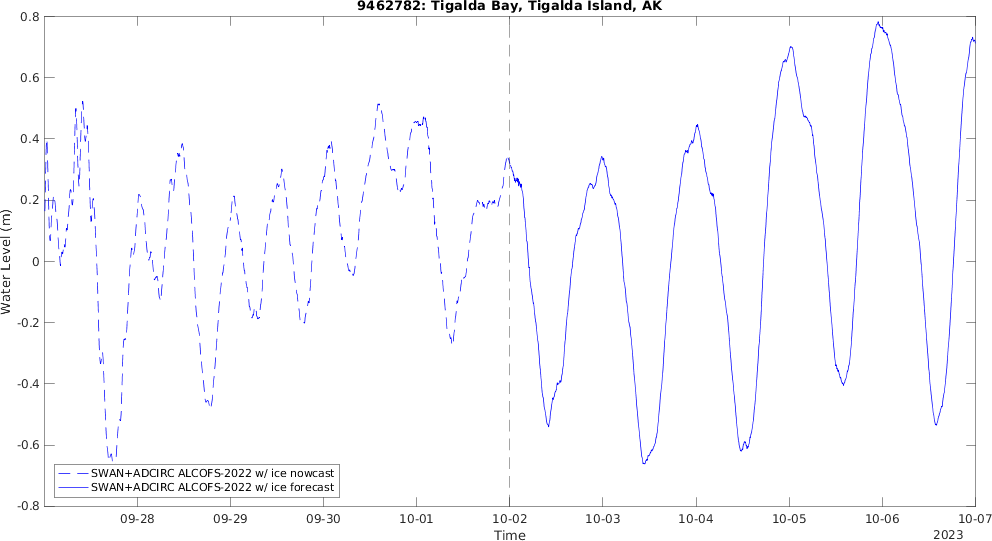 9462782: Tigalda Bay, Tigalda Island, AK
Water Level (m)
0.8
0.6
0.4
0.2
0
-0.2
-0.4
-0.6
-0.8
SWAN+ADCIRC ALCOFS-2022 w/ ice nowcast
SWAN+ADCIRC ALCOFS-2022 w/ ice forecast
09-28 09-29 09-30 10-01 10-02 10-03 10-04 10-05 10-06 10-07
Time
2023